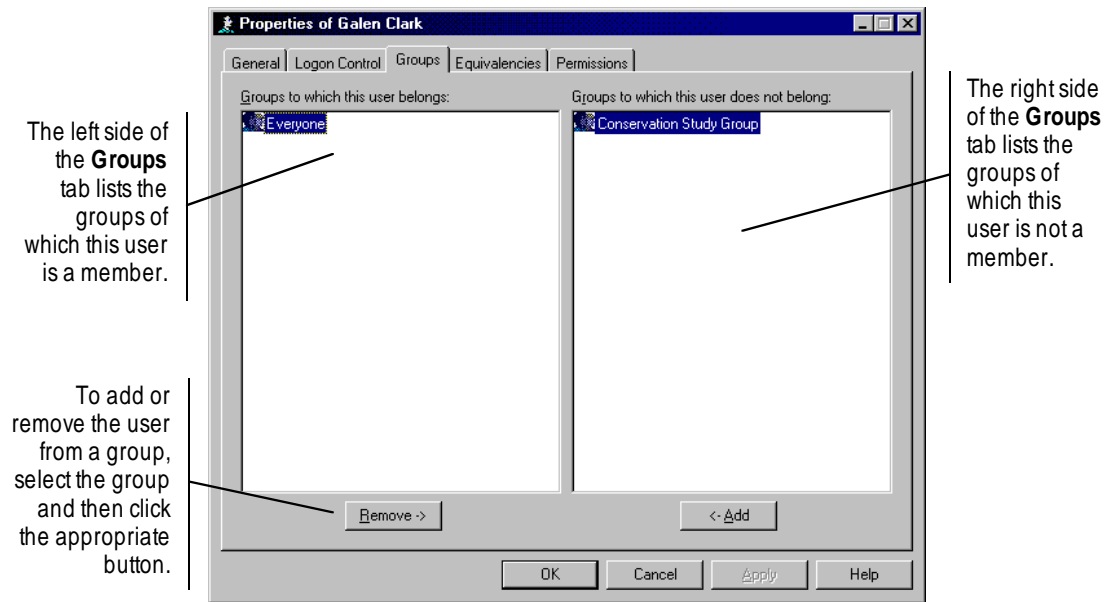 Properties of Galen Clark
General Logon Control Groups Equivalencies Permissions
Groups to which this user belongs:
Everyone
Groups to which this user does not belong:
Conservation Study Group
The left side of
the Groups
tab lists the
groups of
which this user
is a member.
The right side
of the Groups
tab lists the
groups of
which this
user is not a
member.
To add or
remove the user
from a group,
select the group
and then click
the appropriate
button.
Remove ->
<- Add
OK Cancel Apply Help